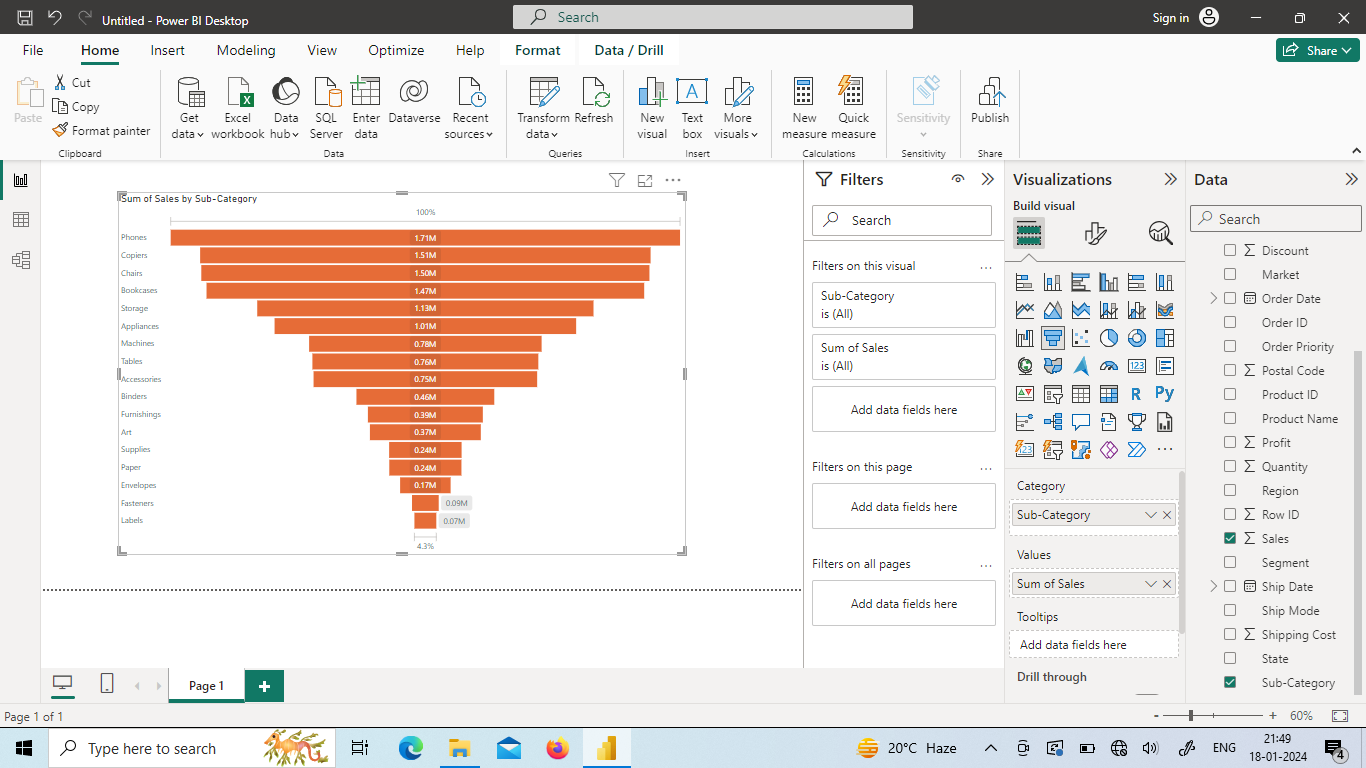 Untitled - Power BI Desktop
Search
Sign in
File
Home
Insert
Modeling
View
Optimize
Help
Format
Data / Drill
Share
Paste
Cut
Copy
Format painter
Clipboard
Get data
Excel workbook
Data hub
SQL Server
Enter data
Dataverse
Recent sources
Data
Transform data
Refresh
Queries
New visual
Text box
More visuals
Insert
New measure
Quick measure
Calculations
Sensitivity
Sensitivity
Publish
Share
Sum of Sales by Sub-Category
100%
Phones 1.71M
Copiers 1.51M
Chairs 1.50M
Bookcases 1.47M
Storage 1.13M
Appliances 1.01M
Machines 0.78M
Tables 0.76M
Accessories 0.75M
Binders 0.46M
Furnishings 0.39M
Art 0.37M
Supplies 0.24M
Paper 0.24M
Envelopes 0.17M
Fasteners 0.09M
Labels 0.07M
4.3%
Filters
Search
Filters on this visual
Sub-Category
is (All)
Sum of Sales
is (All)
Add data fields here
Filters on this page
Add data fields here
Filters on all pages
Add data fields here
Visualizations
Build visual
123
R
Py
123
Category
Sub-Category
Values
Sum of Sales
Tooltips
Add data fields here
Drill through
Data
Search
Discount
Market
Order Date
Order ID
Order Priority
Postal Code
Product ID
Product Name
Profit
Quantity
Region
Row ID
Sales
Segment
Ship Date
Ship Mode
Shipping Cost
State
Sub-Category
Page 1
Page 1 of 1
60%
Type here to search
20°C Haze
ENG
21:49
18-01-2024
4